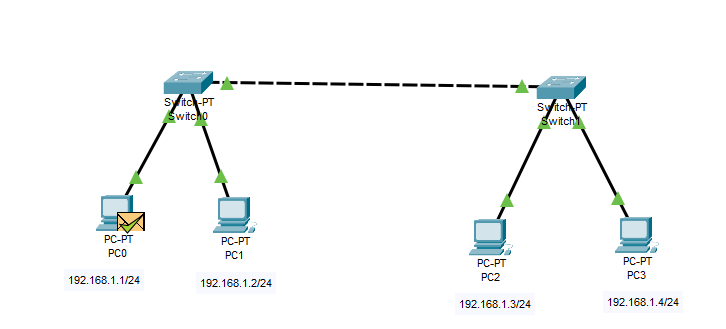 Switch-PT
Switch0
Switch-PT
Switch1
PC-PT
PC0
PC-PT
PC1
PC-PT
PC2
PC-PT
PC3
192.168.1.1/24
192.168.1.2/24
192.168.1.3/24
192.168.1.4/24